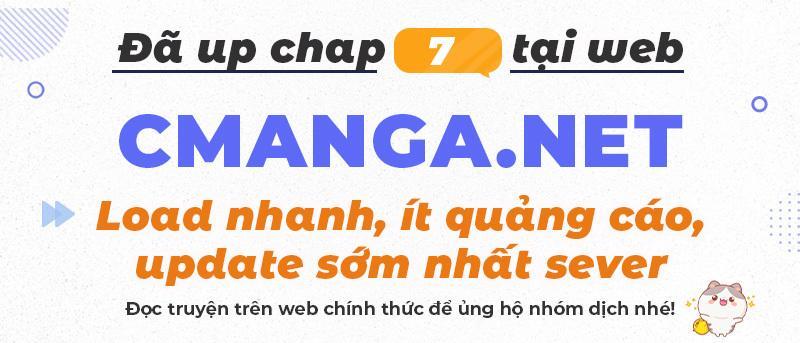 Đã up chap 7 tại web
CMANGA.NET
Load nhanh, ít quảng cáo,
update sớm nhất sever
Đọc truyện trên web chính thức để ủng hộ nhóm dịch nhé!